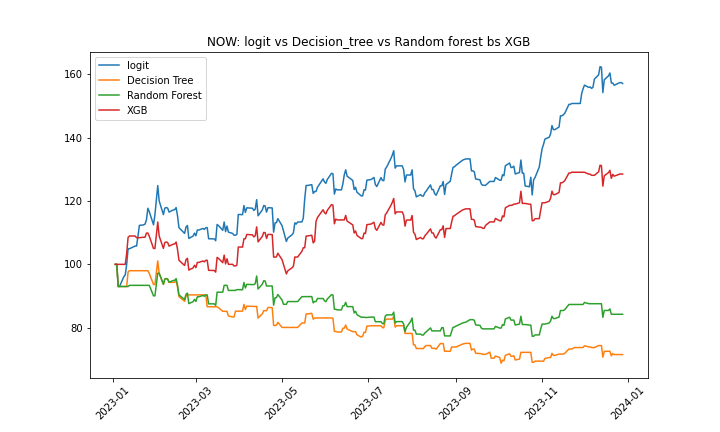 NOW: logit vs Decision_tree vs Random forest bs XGB
logit
Decision Tree
Random Forest
XGB
160
140
120
100
80
2023-01
2023-03
2023-05
2023-07
2023-09
2023-11
2024-01